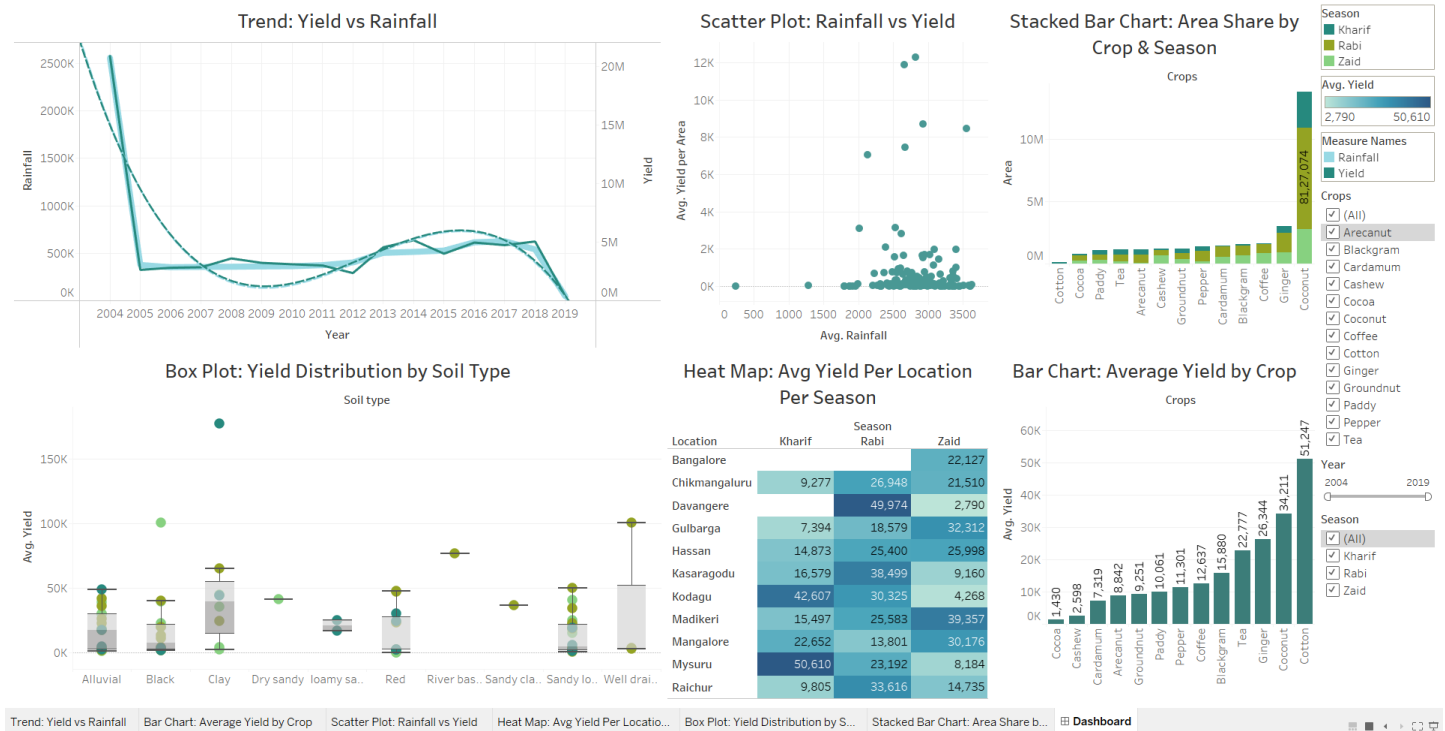 Trend: Yield vs Rainfall
2500K
2000K
1500K
1000K
500K
0K
Rainfall
20M
15M
10M
5M
0M
Yield
2004 2005 2006 2007 2008 2009 2010 2011 2012 2013 2014 2015 2016 2017 2018 2019
Year
Scatter Plot: Rainfall vs Yield
12K
10K
8K
6K
4K
2K
0K
Avg. Yield per Area
0 500 1000 1500 2000 2500 3000 3500
Avg. Rainfall
Stacked Bar Chart: Area Share by
Crop & Season
Crops
10M
5M
0M
Area
81,27,074
Cotton
Cocoa
Paddy
Tea
Arecanut
Cashew
Groundnut
Pepper
Cardamum
Blackgram
Coffee
Ginger
Coconut
Season
Kharif
Rabi
Zaid
Avg. Yield
2,790 50,610
Measure Names
Rainfall
Yield
Crops
(All)
Arecanut
Blackgram
Cardamum
Cashew
Cocoa
Coconut
Coffee
Cotton
Ginger
Groundnut
Paddy
Pepper
Tea
Year
2004 2019
Season
(All)
Kharif
Rabi
Zaid
Box Plot: Yield Distribution by Soil Type
Soil type
150K
100K
50K
0K
Avg. Yield
Alluvial Black Clay Dry sandy loamy sa.. Red River bas.. Sandy cla.. Sandy lo.. Well drai..
Heat Map: Avg Yield Per Location
Per Season
Season
Location Kharif Rabi Zaid
Bangalore 22,127
Chikmangaluru 9,277 26,948 21,510
Davangere 49,974 2,790
Gulbarga 7,394 18,579 32,312
Hassan 14,873 25,400 25,998
Kasaragodu 16,579 38,499 9,160
Kodagu 42,607 30,325 4,268
Madikeri 15,497 25,583 39,357
Mangalore 22,652 13,801 30,176
Mysuru 50,610 23,192 8,184
Raichur 9,805 33,616 14,735
Bar Chart: Average Yield by Crop
Crops
60K
50K
40K
30K
20K
10K
0K
Avg. Yield
1,430
2,598
7,319
8,842
9,251
10,061
11,301
12,637
15,880
22,777
26,344
34,211
51,247
Cocoa
Cashew
Cardamum
Arecanut
Groundnut
Paddy
Pepper
Coffee
Blackgram
Tea
Ginger
Coconut
Cotton
Trend: Yield vs Rainfall
Bar Chart: Average Yield by Crop
Scatter Plot: Rainfall vs Yield
Heat Map: Avg Yield Per Locatio...
Box Plot: Yield Distribution by S...
Stacked Bar Chart: Area Share b...
Dashboard